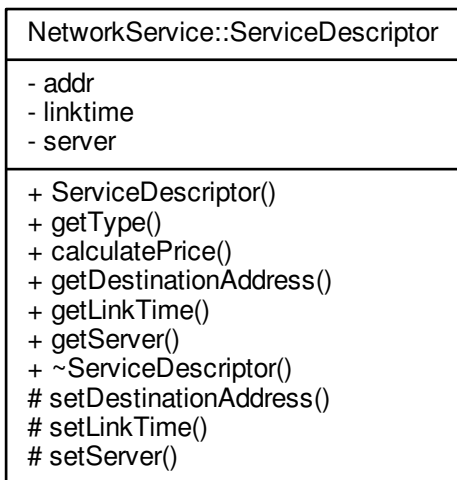 NetworkService::ServiceDescriptor
- addr
- linktime
- server
+ ServiceDescriptor()
+ getType()
+ calculatePrice()
+ getDestinationAddress()
+ getLinkTime()
+ getServer()
+ ~ServiceDescriptor()
# setDestinationAddress()
# setLinkTime()
# setServer()